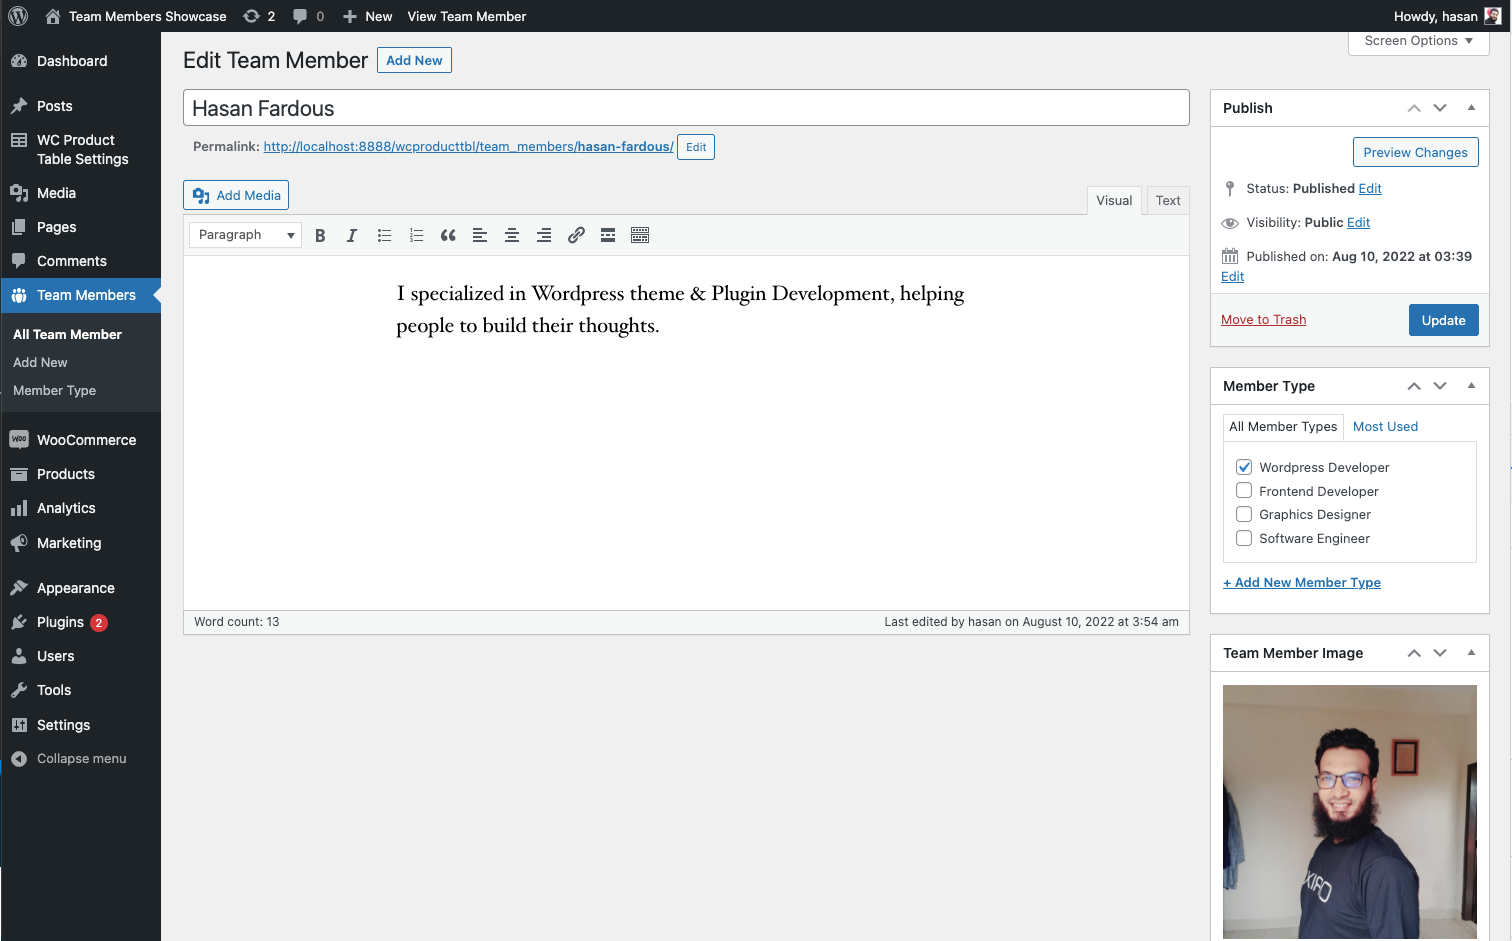 Team Members Showcase 2 0 New View Team Member Howdy, hasan
Screen Options
Dashboard
Posts
WC Product
Table Settings
Media
Pages
Comments
Team Members
All Team Member
Add New
Member Type
WooCommerce
Products
Analytics
Marketing
Appearance
Plugins 2
Users
Tools
Settings
Collapse menu
Edit Team Member Add New
Hasan Fardous
Permalink: http://localhost:8888/wcproducttbl/team_members/hasan-fardous/ Edit
Add Media
Visual Text
Paragraph
I specialized in Wordpress theme & Plugin Development, helping
people to build their thoughts.
Word count: 13 Last edited by hasan on August 10, 2022 at 3:54 am
Publish
Preview Changes
Status: Published Edit
Visibility: Public Edit
Published on: Aug 10, 2022 at 03:39
Edit
Move to Trash Update
Member Type
All Member Types Most Used
Wordpress Developer
Frontend Developer
Graphics Designer
Software Engineer
+ Add New Member Type
Team Member Image